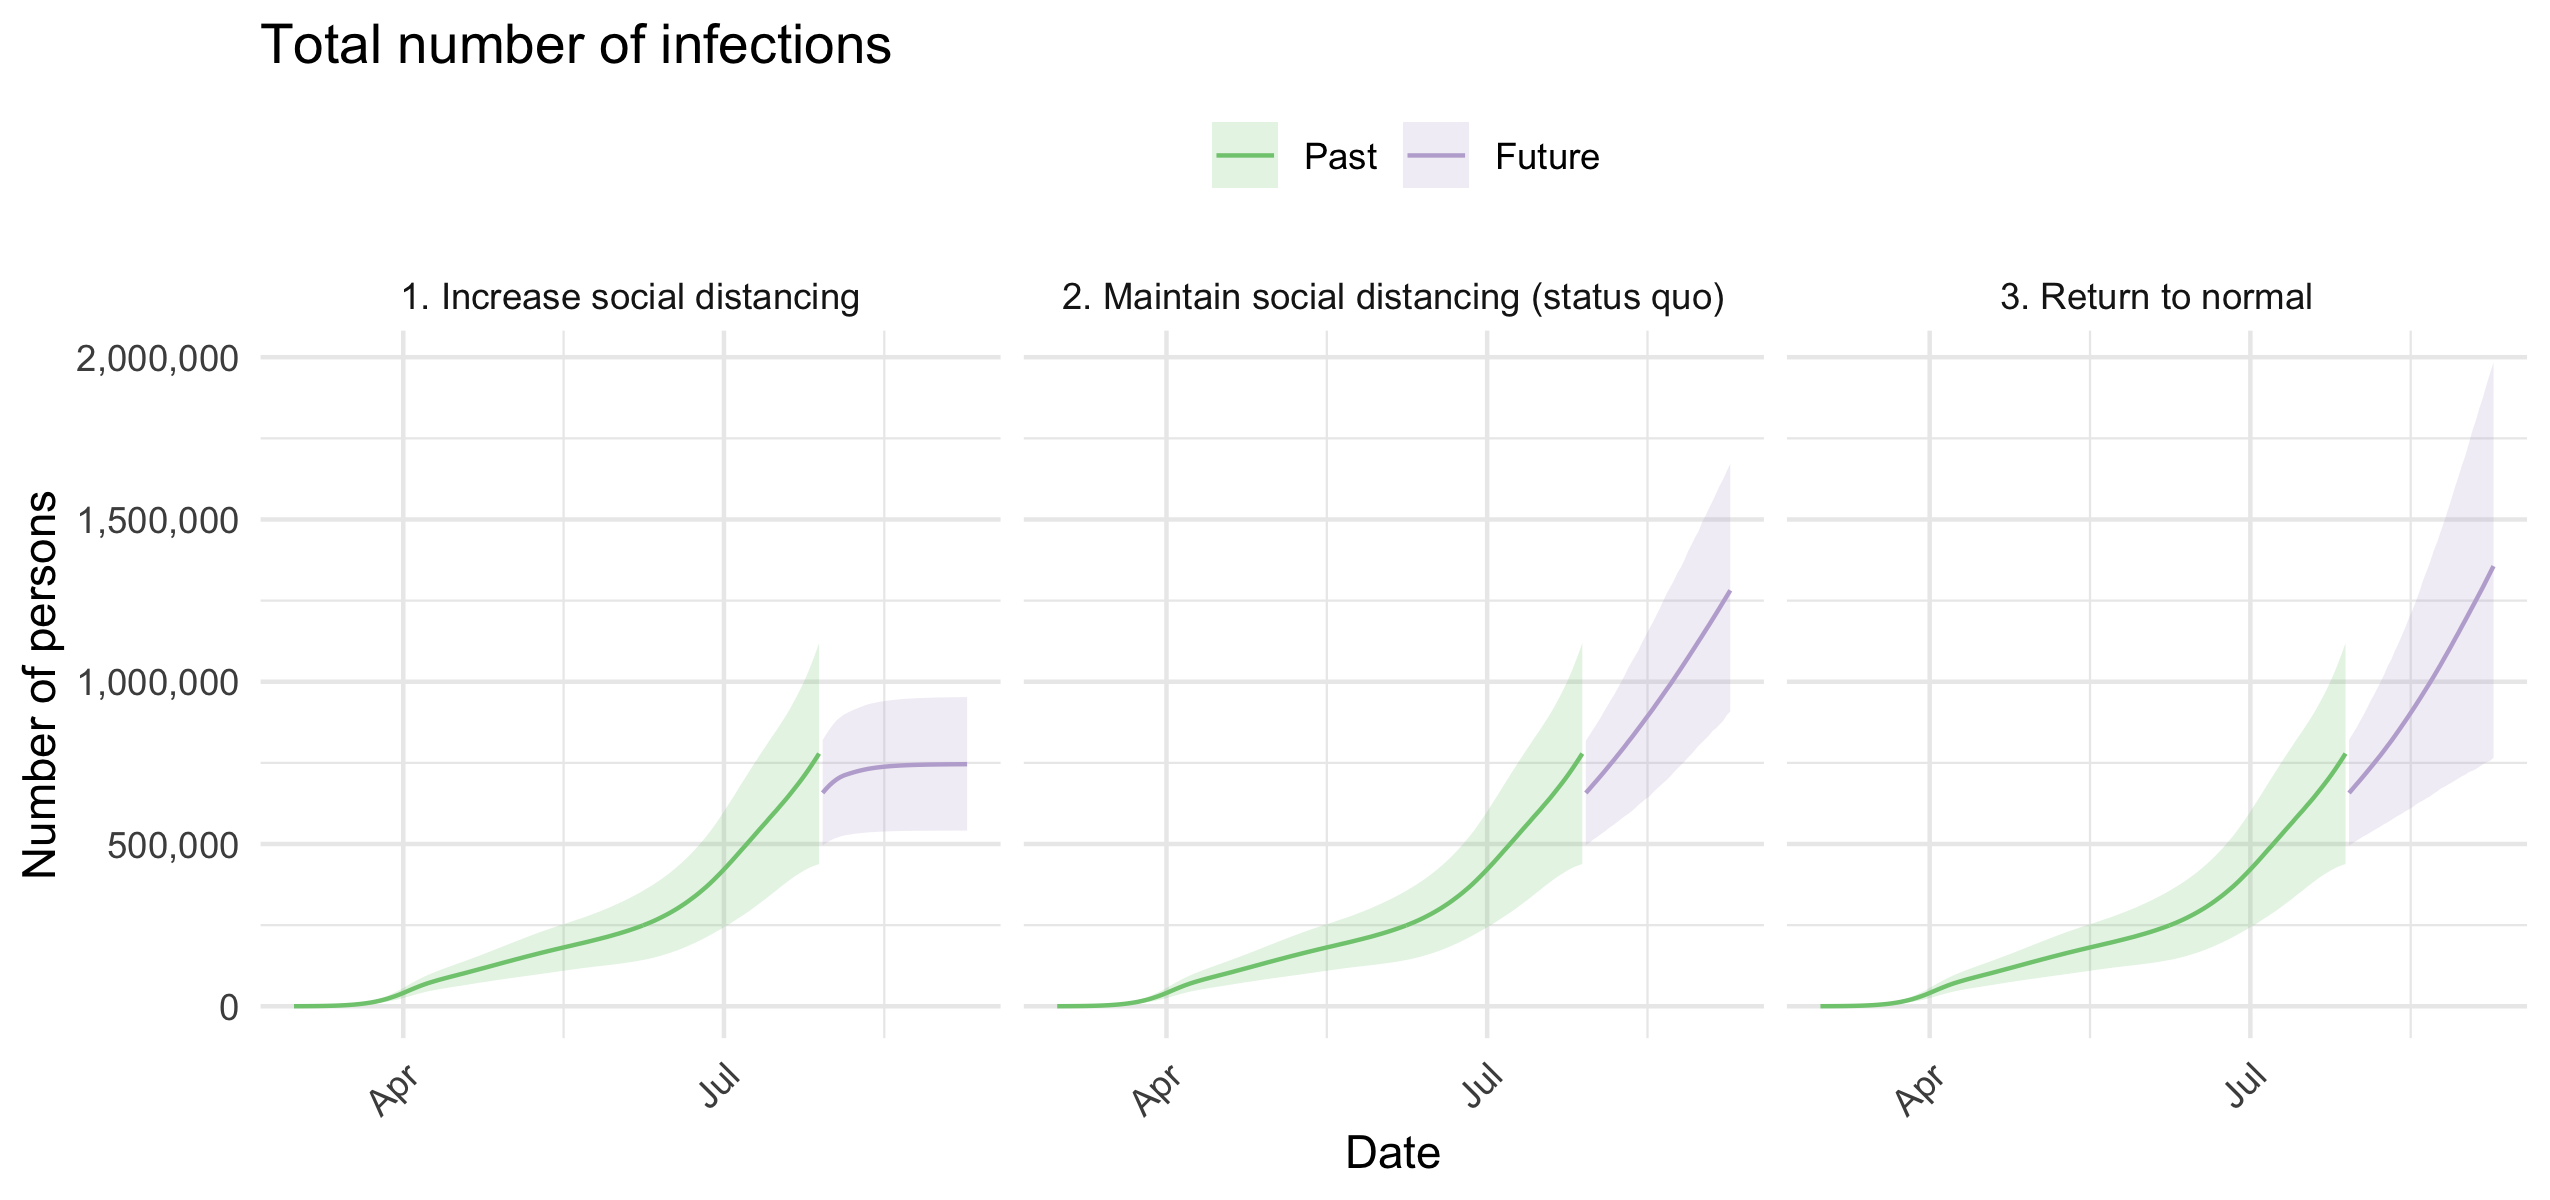 Total number of infections
Past
Future
1. Increase social distancing
2. Maintain social distancing (status quo)
3. Return to normal
2,000,000
1,500,000
1,000,000
500,000
0
Number of persons
Apr
Jul
Apr
Jul
Apr
Jul
Date